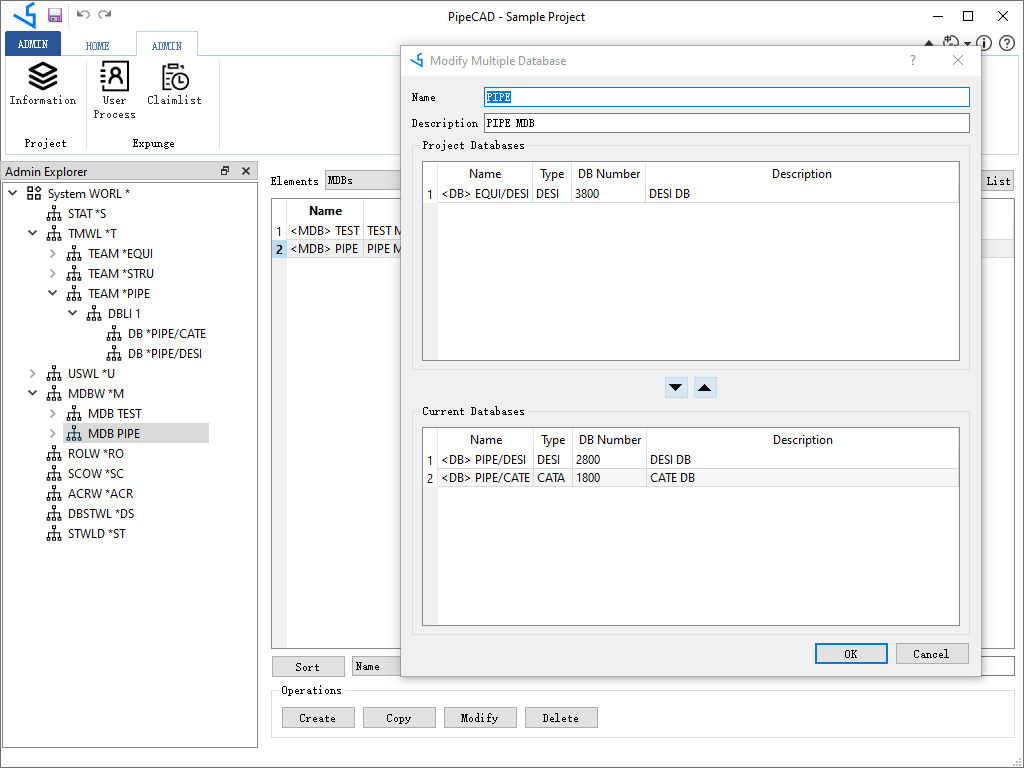 PipeCAD - Sample Project
ADMIN HOME ADMIN
Information User Process Claimlist
Project Expunge
Admin Explorer
System WORL *
STAT *S
TMWL *T
TEAM *EQUI
TEAM *STRU
TEAM *PIPE
DBLI 1
DB *PIPE/CATE
DB *PIPE/DESI
USWL *U
MDBW *M
MDB TEST
MDB PIPE
ROLW *RO
SCOW *SC
ACRW *ACR
DBSTWL *DS
STWLD *ST
Elements MDBs List
Name
1 <MDB> TEST TEST M
2 <MDB> PIPE PIPE M
Sort Name
Operations
Create Copy Modify Delete
Modify Multiple Database ?
Name PIPE
Description PIPE MDB
Project Databases
Name Type DB Number Description
1 <DB> EQUI/DESI DESI 3800 DESI DB
Current Databases
Name Type DB Number Description
1 <DB> PIPE/DESI DESI 2800 DESI DB
2 <DB> PIPE/CATE CATA 1800 CATE DB
OK Cancel